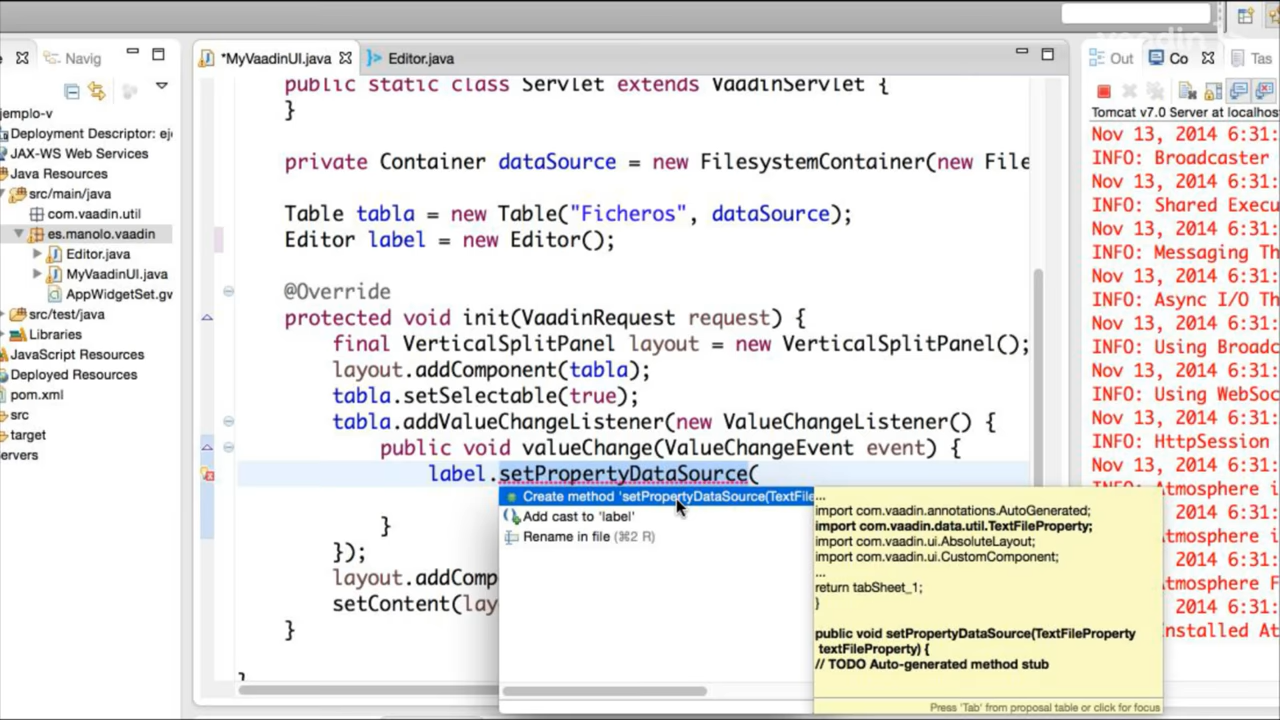 Navig
*MyVaadinUI.java
Editor.java
Out
Co
Tas
jemplo-v
Deployment Descriptor: eje
JAX-WS Web Services
Java Resources
src/main/java
com.vaadin.util
es.manolo.vaadin
Editor.java
MyVaadinUI.java
AppWidgetSet.gv
src/test/java
Libraries
JavaScript Resources
Deployed Resources
pom.xml
src
target
ervers
public static class Servlet extends VaadinServlet {
}
private Container dataSource = new FilesystemContainer(new File
Table tabla = new Table("Ficheros", dataSource);
Editor label = new Editor();
@Override
protected void init(VaadinRequest request) {
final VerticalSplitPanel layout = new VerticalSplitPanel();
layout.addComponent(tabla);
tabla.setSelectable(true);
tabla.addValueChangeListener(new ValueChangeListener() {
public void valueChange(ValueChangeEvent event) {
label.setPropertyDataSource(
}
});
layout.addComp
setContent(lay
}
}
Create method 'setPropertyDataSource(TextFile
Add cast to 'label'
Rename in file (⌘2 R)
...
import com.vaadin.annotations.AutoGenerated;
import com.vaadin.data.util.TextFileProperty;
import com.vaadin.ui.AbsoluteLayout;
import com.vaadin.ui.CustomComponent;
...
return tabSheet_1;
}
public void setPropertyDataSource(TextFileProperty
textFileProperty) {
// TODO Auto-generated method stub
Press 'Tab' from proposal table or click for focus
Tomcat v7.0 Server at localhos
Nov 13, 2014 6:31:
INFO: Broadcaster
Nov 13, 2014 6:31:
INFO: Shared Execu
Nov 13, 2014 6:31:
INFO: Messaging Th
Nov 13, 2014 6:31:
INFO: Async I/O Th
Nov 13, 2014 6:31:
INFO: Using Broadc
Nov 13, 2014 6:31:
INFO: Using WebSoc
Nov 13, 2014 6:31:
INFO: HttpSession
Nov 13, 2014 6:31:
INFO: Atmosphere i
13, 2014 6:31:
tmosphere i
13, 2014 6:31:
tmosphere F
13, 2014 6:31:
nstalled At